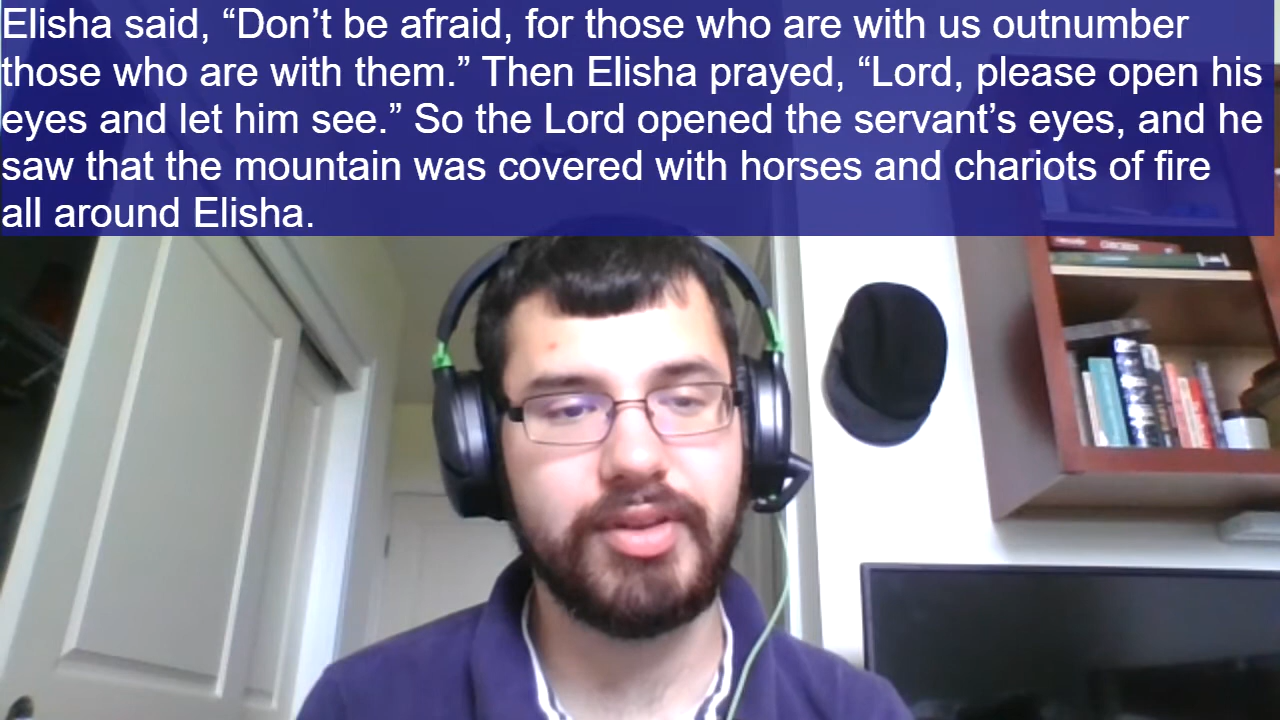 Elisha said, “Don’t be afraid, for those who are with us outnumber
those who are with them.” Then Elisha prayed, “Lord, please open his
eyes and let him see.” So the Lord opened the servant’s eyes, and he
saw that the mountain was covered with horses and chariots of fire
all around Elisha.